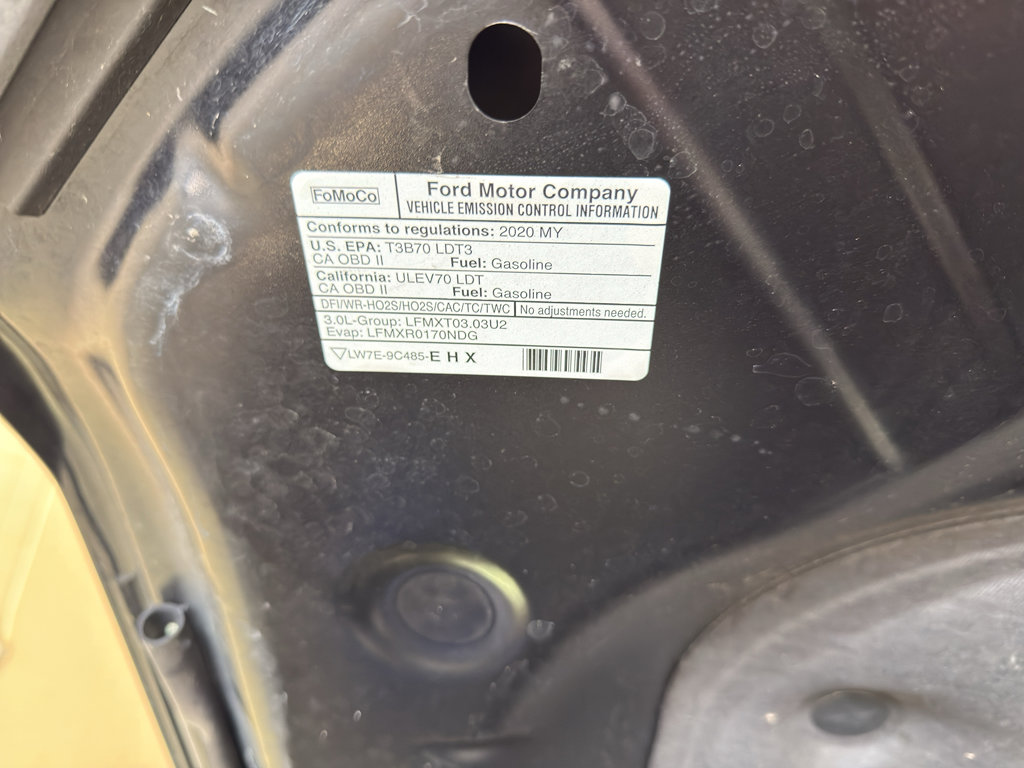 FoMoCo
Ford Motor Company
VEHICLE EMISSION CONTROL INFORMATION
Conforms to regulations: 2020 MY
U.S. EPA: T3B70 LDT3
CA OBD II Fuel: Gasoline
California: ULEV70 LDT
CA OBD II Fuel: Gasoline
DFI/WR-HO2S/HO2S/CAC/TC/TWC No adjustments needed.
3.0L-Group: LFMXT03.03U2
Evap: LFMXR0170NDG
LW7E-9C485-E H X